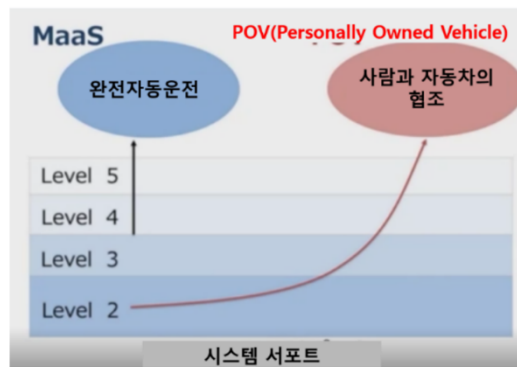 MaaS
POV(Personally Owned Vehicle)
완전자동운전
사람과 자동차의
협조
Level 5
Level 4
Level 3
Level 2
시스템 서포트